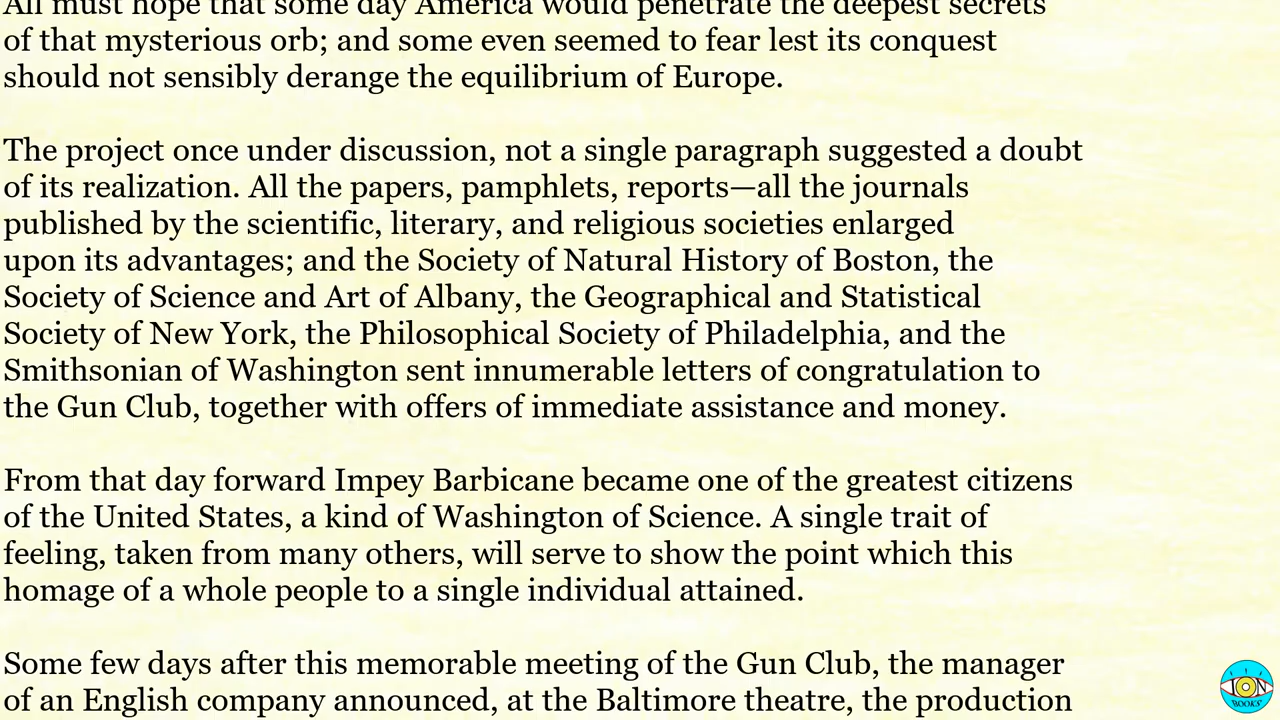 All must hope that some day America would penetrate the deepest secrets
of that mysterious orb; and some even seemed to fear lest its conquest
should not sensibly derange the equilibrium of Europe.
The project once under discussion, not a single paragraph suggested a doubt
of its realization. All the papers, pamphlets, reports—all the journals
published by the scientific, literary, and religious societies enlarged
upon its advantages; and the Society of Natural History of Boston, the
Society of Science and Art of Albany, the Geographical and Statistical
Society of New York, the Philosophical Society of Philadelphia, and the
Smithsonian of Washington sent innumerable letters of congratulation to
the Gun Club, together with offers of immediate assistance and money.
From that day forward Impey Barbicane became one of the greatest citizens
of the United States, a kind of Washington of Science. A single trait of
feeling, taken from many others, will serve to show the point which this
homage of a whole people to a single individual attained.
Some few days after this memorable meeting of the Gun Club, the manager
of an English company announced, at the Baltimore theatre, the production
ION
BOOKS